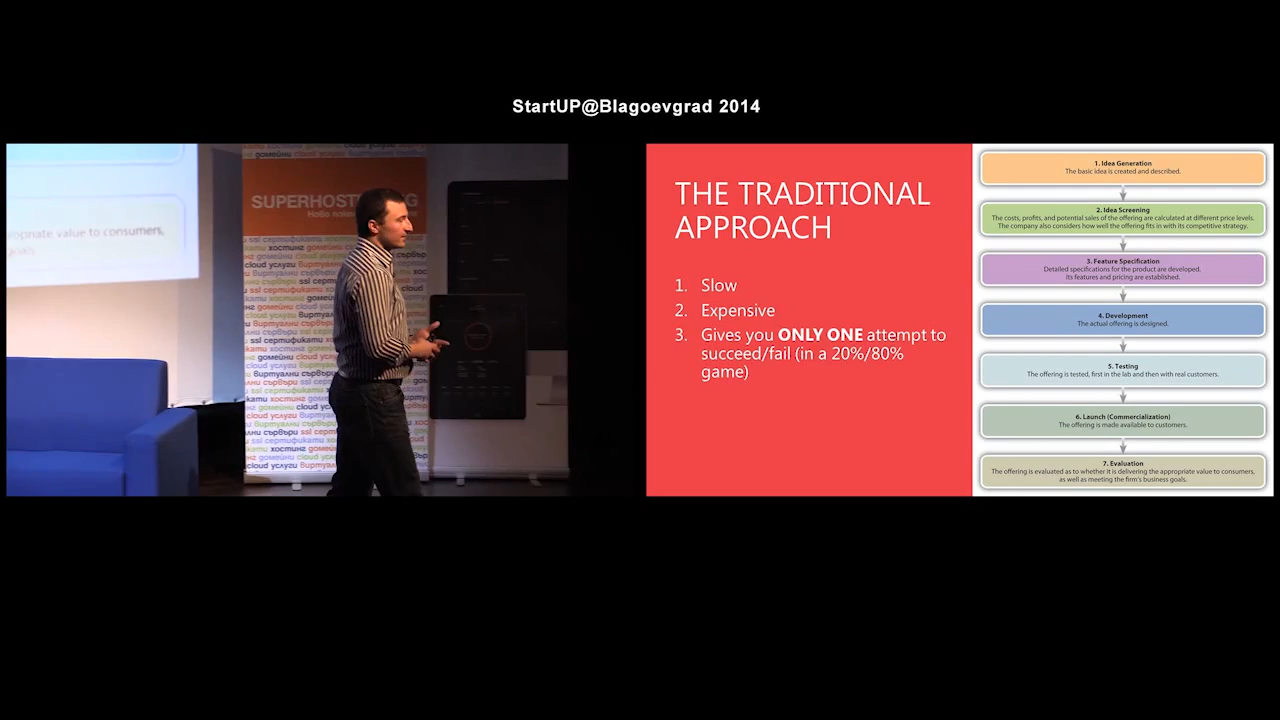 StartUP@Blagoevgrad 2014
opriate value to consumers,
goals.
SUPERHOST
THE TRADITIONAL
APPROACH
1. Slow
2. Expensive
3. Gives you ONLY ONE attempt to
succeed/fail (in a 20%/80%
game)
1. Idea Generation
The basic idea is created and described.
2. Idea Screening
The costs, profits, and potential sales of the offering are calculated at different price levels.
The company also considers how well the offering fits in with its competitive strategy.
3. Feature Specification
Detailed specifications for the product are developed.
Its features and pricing are established.
4. Development
The actual offering is designed.
5. Testing
The offering is tested, first in the lab and then with real customers.
6. Launch (Commercialization)
The offering is made available to customers.
7. Evaluation
The offering is evaluated as to whether it is delivering the appropriate value to consumers,
as well as meeting the firm's business goals.